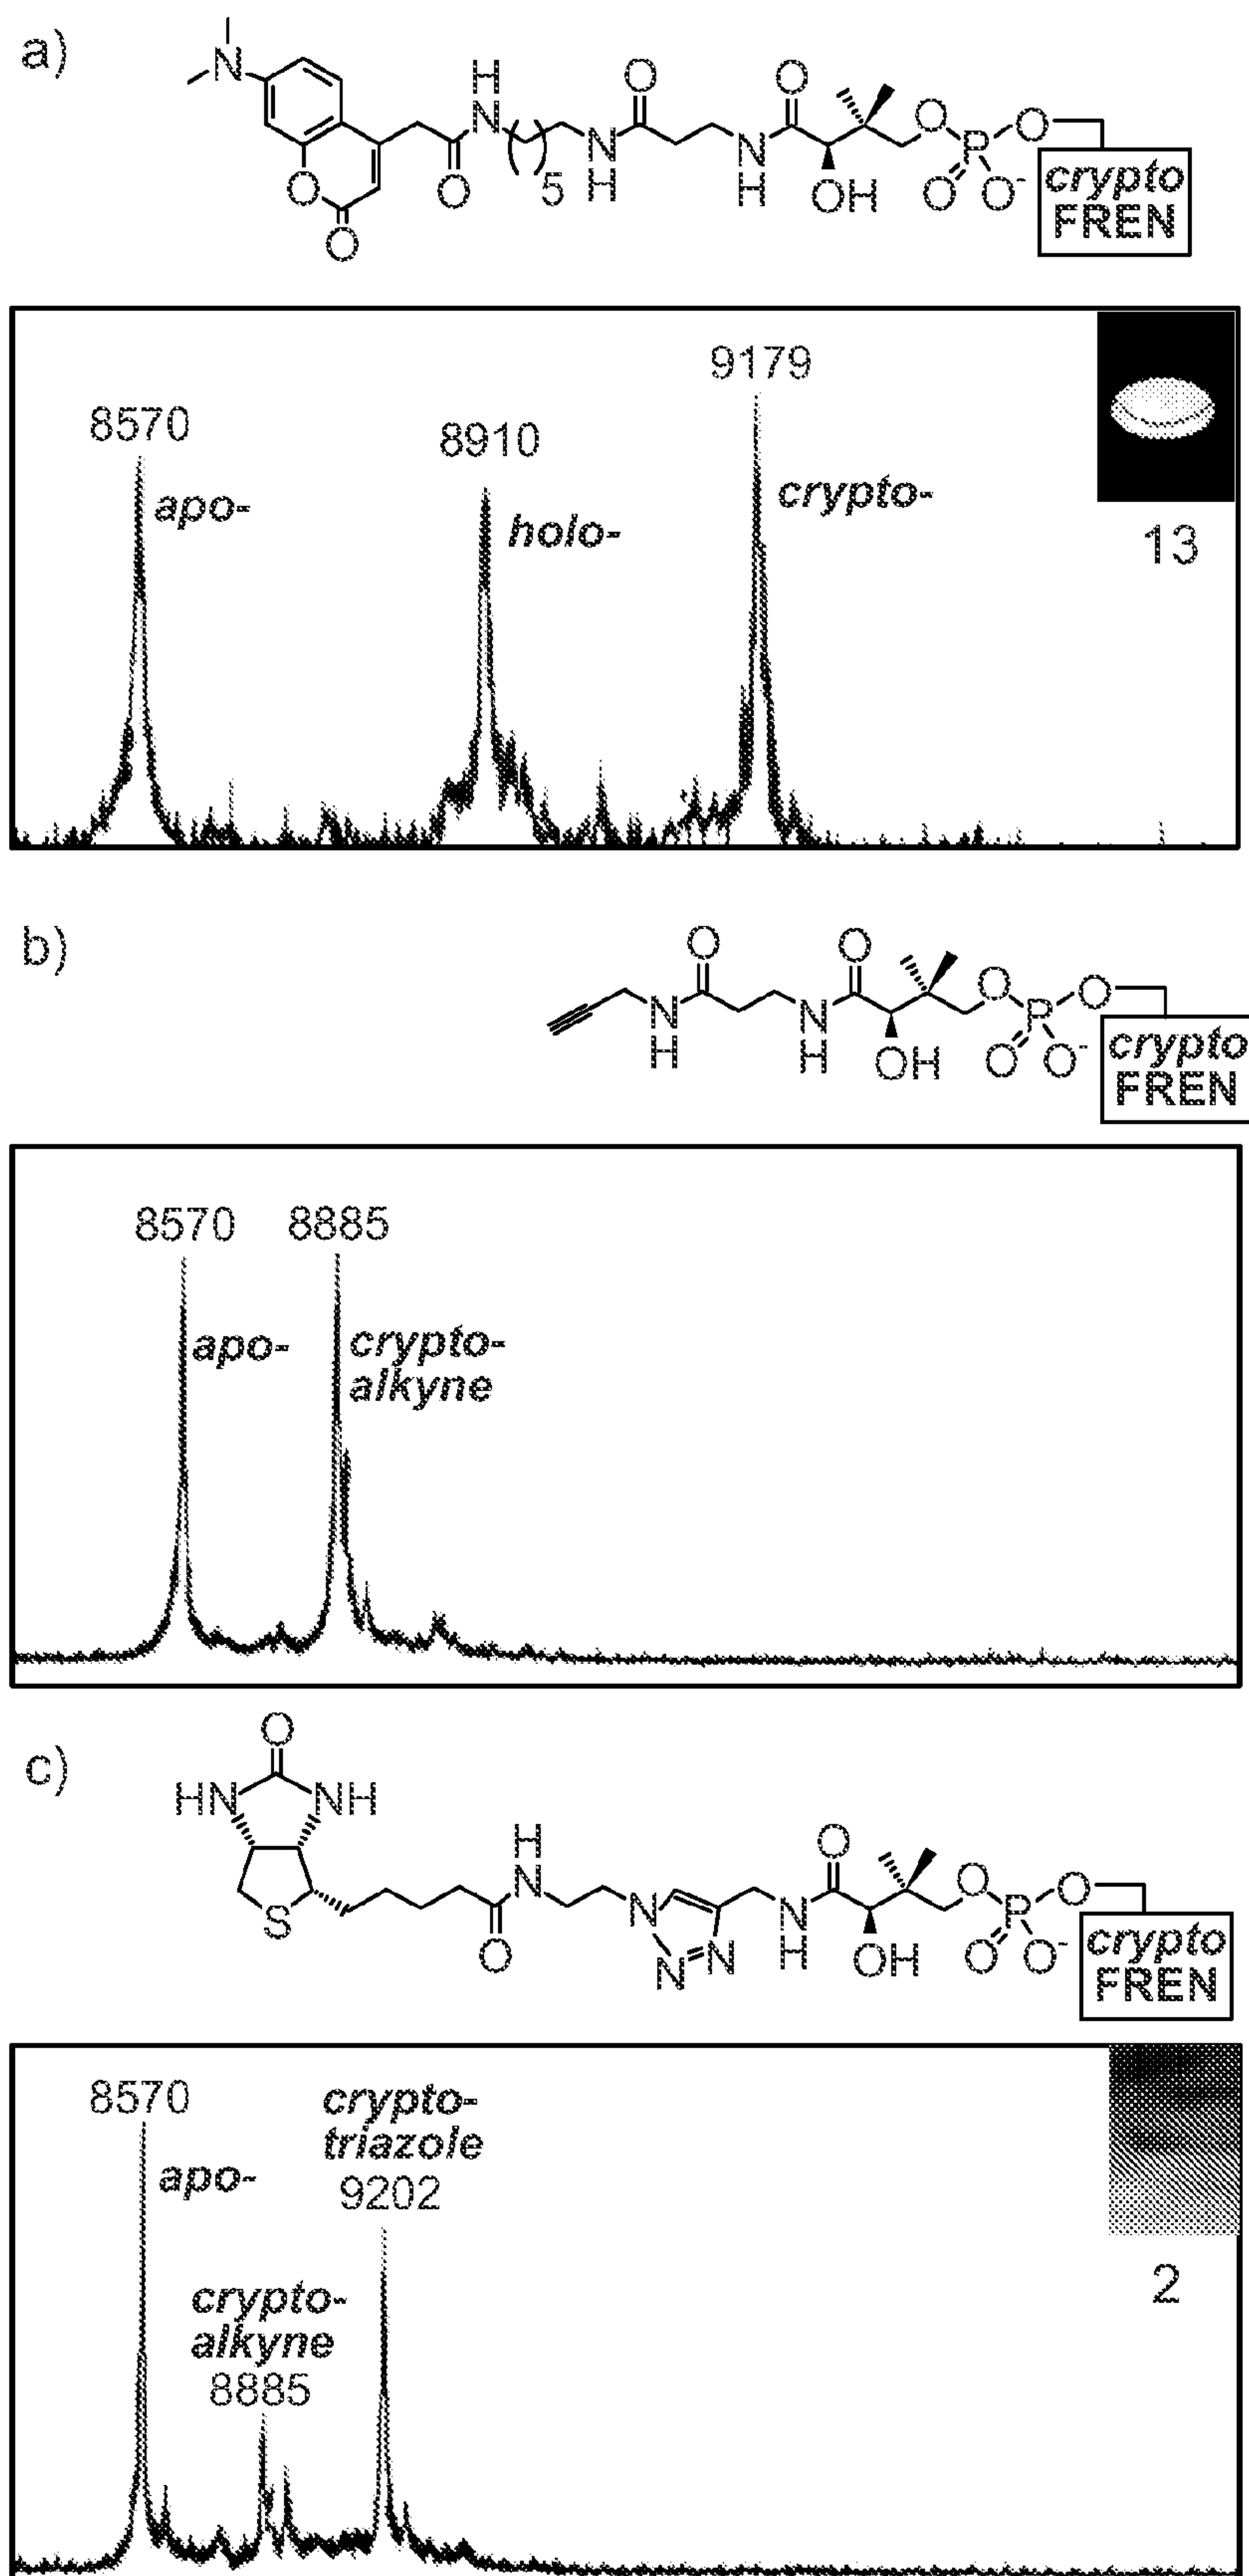 a)
N
H
N
O
O
O
O
N
H
5
O
N
H
O
N
H
OH
O
P
O
O
O-
crypto
FREN
9179
8570
8910
apo-
holo-
crypto-
13
b)
O
O
N
H
N
H
OH
O
P
O
O
O-
crypto
FREN
8570
8885
apo-
crypto-
alkyne
c)
O
HN
NH
S
H
N
O
N
N
N
N
H
O
OH
O
P
O
O
O-
crypto
FREN
8570
apo-
crypto-
triazole
9202
crypto-
alkyne
8885
2